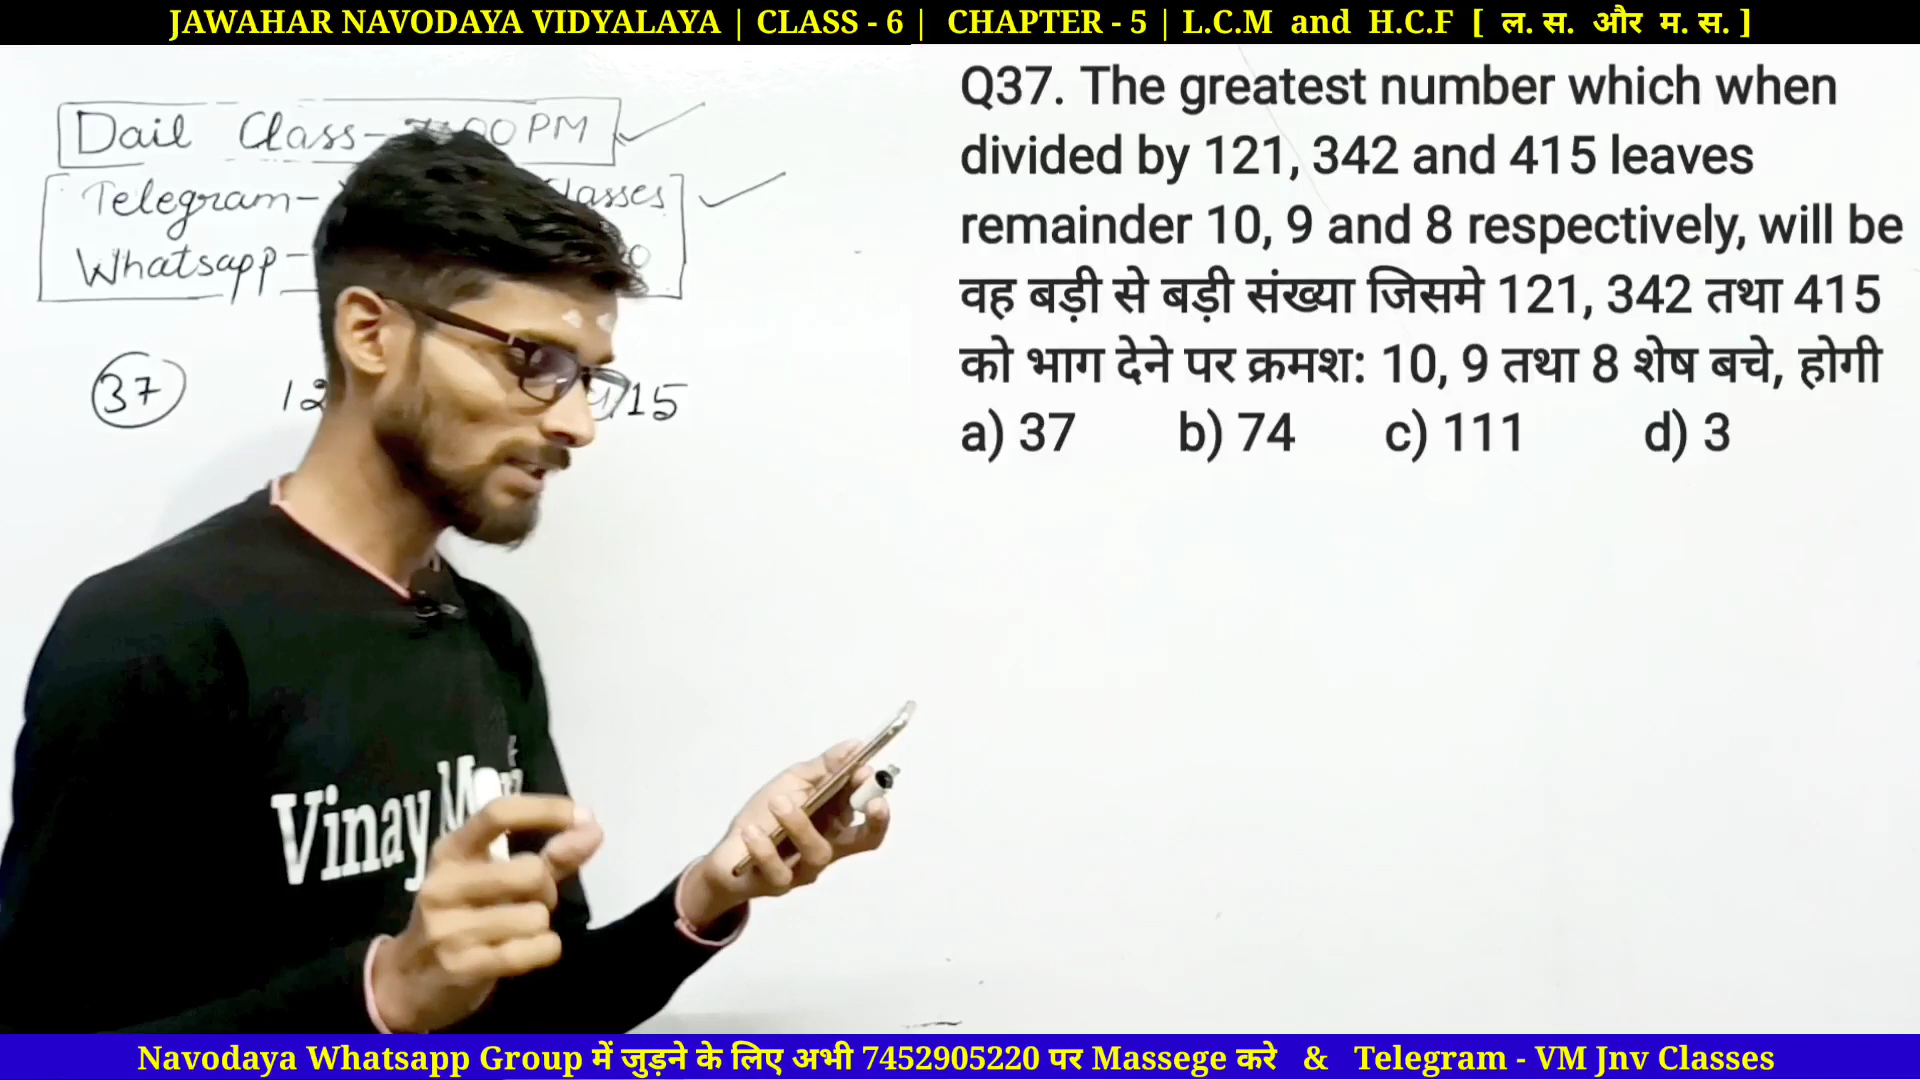 JAWAHAR NAVODAYA VIDYALAYA | CLASS - 6 | CHAPTER - 5 | L.C.M and H.C.F [ ल. स. और म. स. ]
Dail Class- 00 PM
Telegram- lasses
Whatsapp-
37 12 415
Q37. The greatest number which when
divided by 121, 342 and 415 leaves
remainder 10, 9 and 8 respectively, will be
वह बड़ी से बड़ी संख्या जिसमे 121, 342 तथा 415
को भाग देने पर क्रमश: 10, 9 तथा 8 शेष बचे, होगी
a) 37 b) 74 c) 111 d) 3
Vinay
Navodaya Whatsapp Group में जुड़ने के लिए अभी 7452905220 पर Massege करे & Telegram - VM Jnv Classes